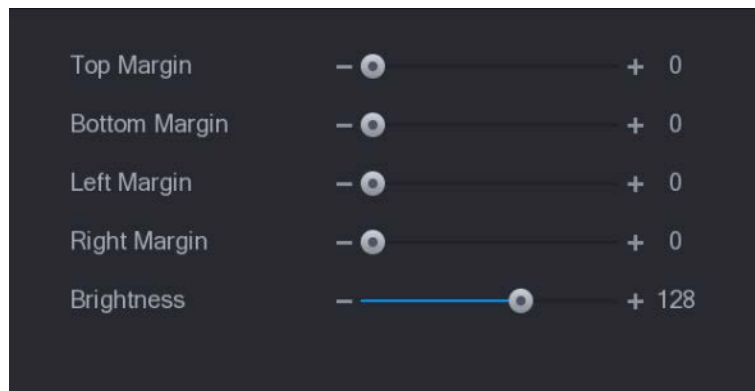 Top Margin − + 0
Bottom Margin − + 0
Left Margin − + 0
Right Margin − + 0
Brightness − + 128